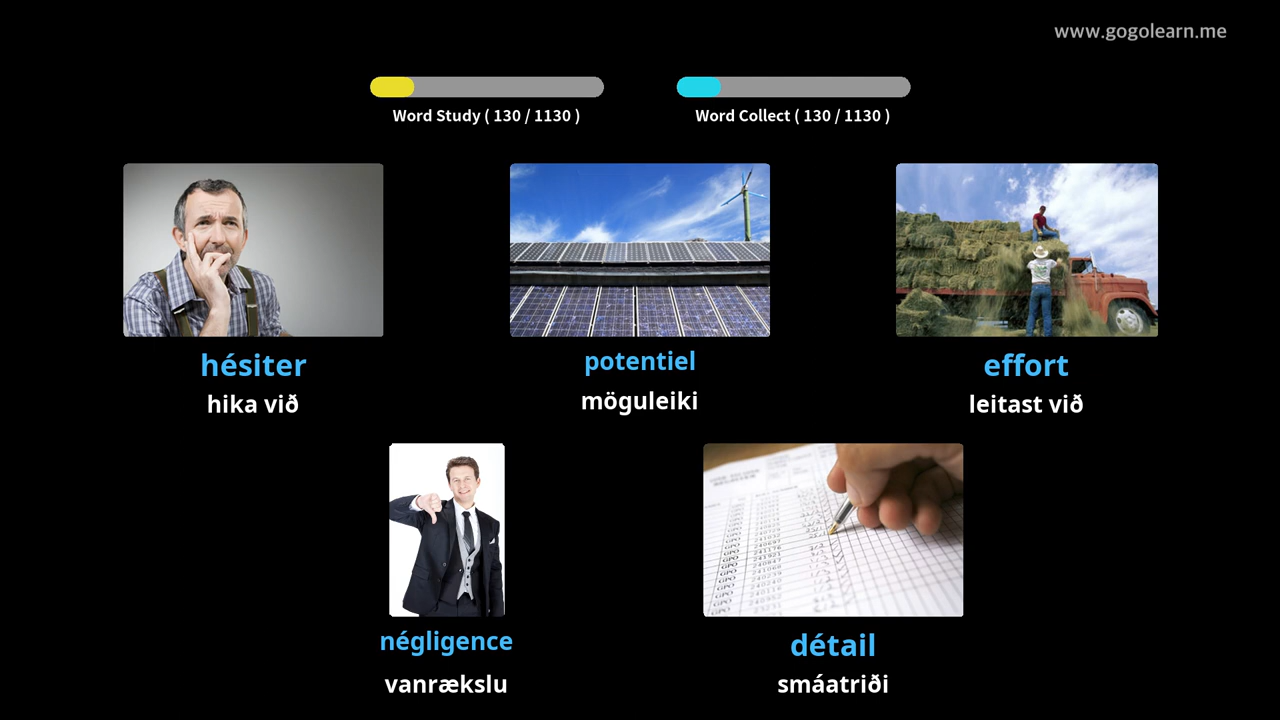 www.gogolearn.me
Word Study ( 130 / 1130 )
Word Collect ( 130 / 1130 )
hésiter
hika við
potentiel
möguleiki
effort
leitast við
négligence
vanrækslu
détail
smáatriði